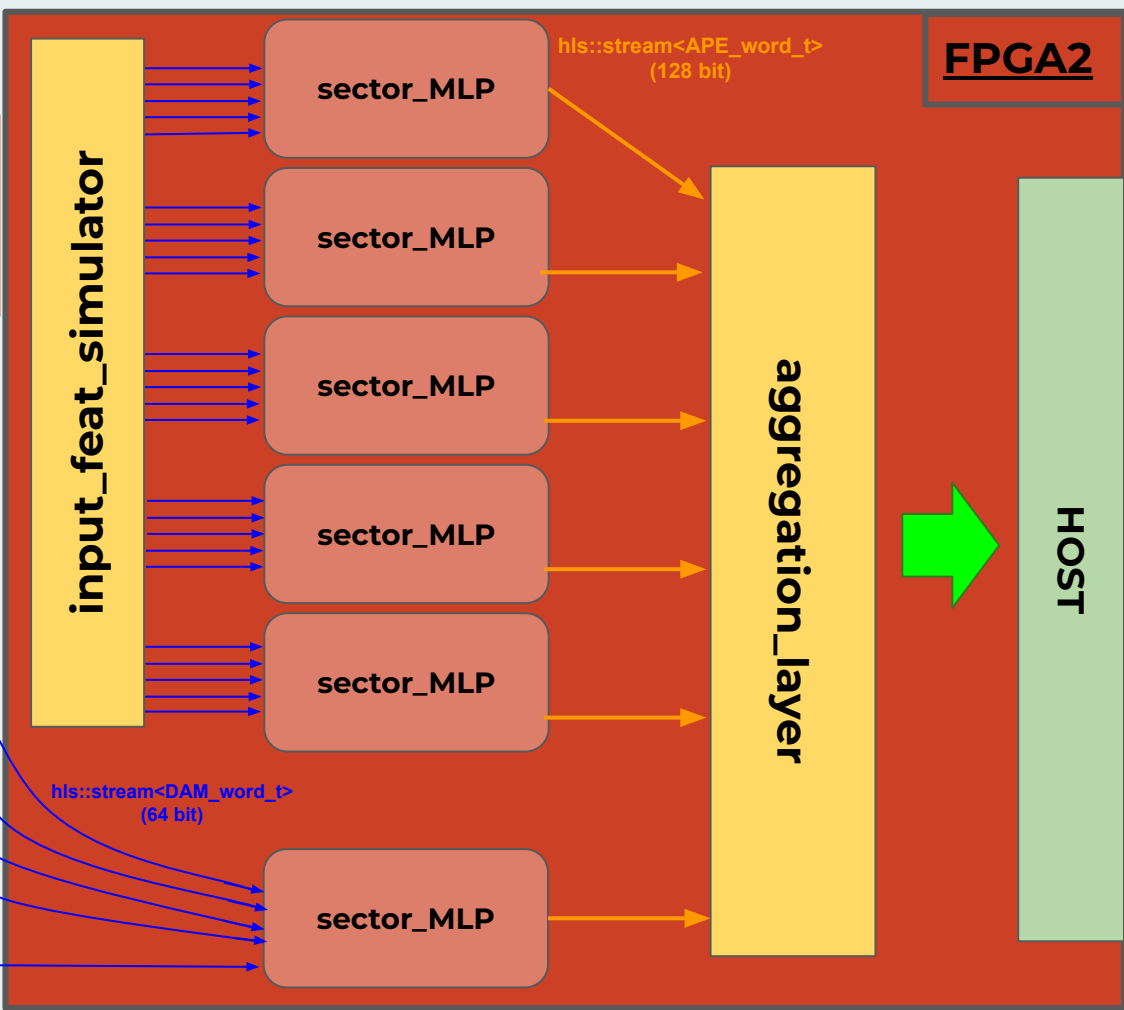 hls::stream<APE_word_t>
(128 bit)
FPGA2
input_feat_simulator
sector_MLP
sector_MLP
sector_MLP
sector_MLP
sector_MLP
hls::stream<DAM_word_t>
(64 bit)
sector_MLP
aggregation_layer
HOST